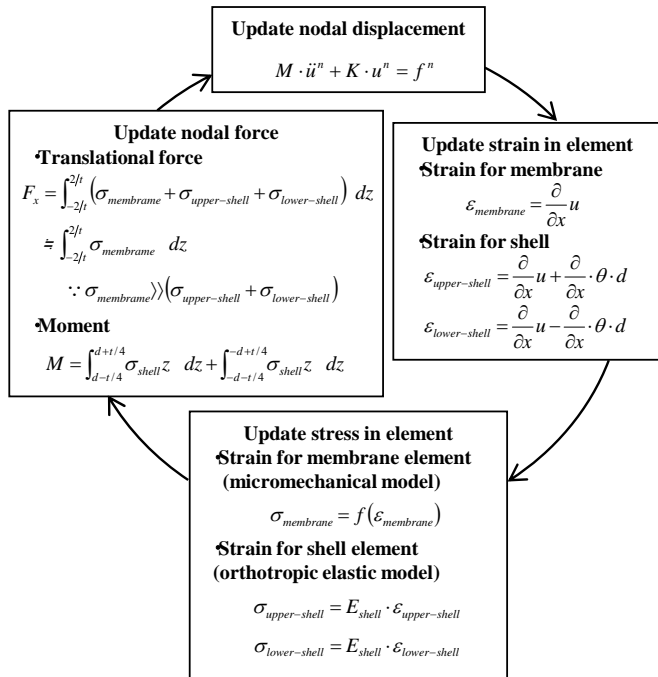 Update nodal displacement
M · ü^n + K · u^n = f^n
Update strain in element
•Strain for membrane
ε_membrane = ∂/∂x u
•Strain for shell
ε_upper−shell = ∂/∂x u + ∂/∂x · θ · d
ε_lower−shell = ∂/∂x u − ∂/∂x · θ · d
Update stress in element
•Strain for membrane element
(micromechanical model)
σ_membrane = f(ε_membrane)
•Strain for shell element
(orthotropic elastic model)
σ_upper−shell = E_shell · ε_upper−shell
σ_lower−shell = E_shell · ε_lower−shell
Update nodal force
•Translational force
F_x = ∫_{−2/t}^{2/t} (σ_membrame + σ_upper−shell + σ_lower−shell) dz
≒ ∫_{−2/t}^{2/t} σ_membrame dz
∵ σ_membrame 〉〉(σ_upper−shell + σ_lower−shell)
•Moment
M = ∫_{d−t/4}^{d+t/4} σ_shell z dz + ∫_{−d−t/4}^{−d+t/4} σ_shell z dz